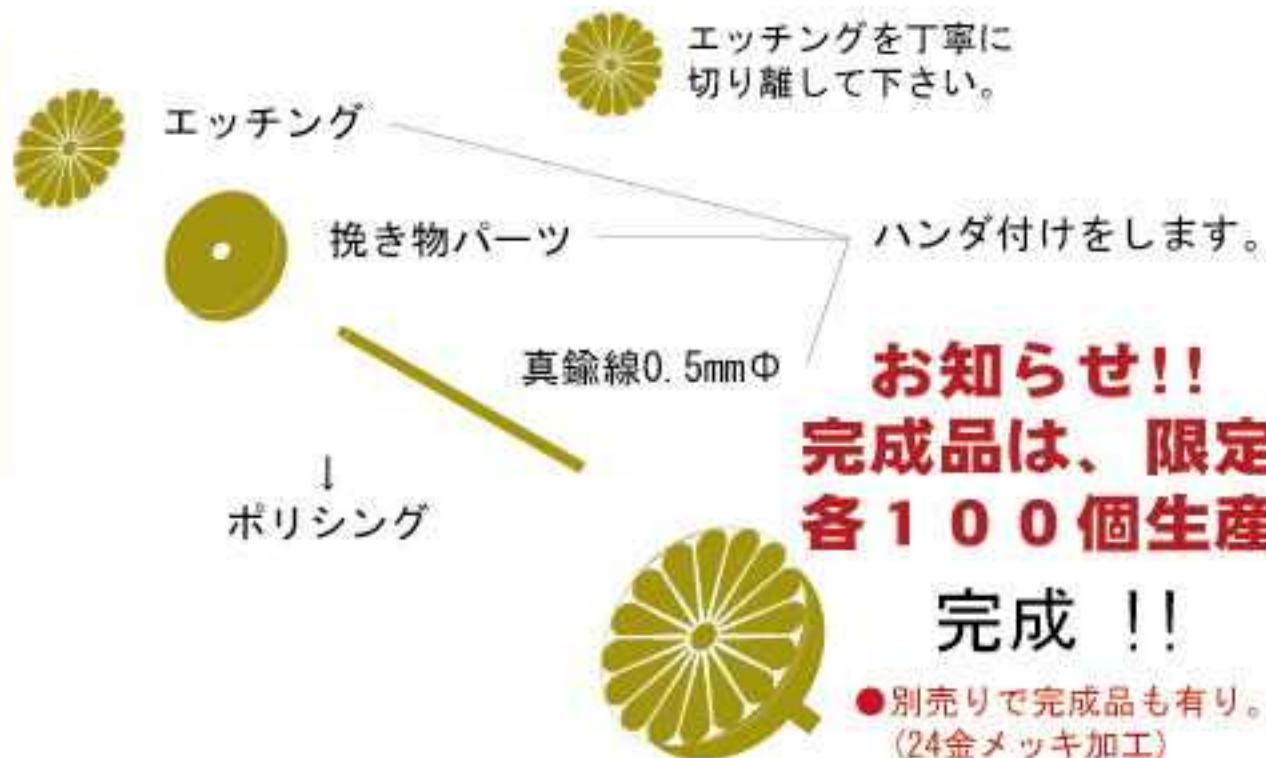 エッチングを丁寧に
切り離して下さい。
エッチング
挽き物パーツ
ハンダ付けをします。
真鍮線0.5mmΦ
↓
ポリシング
お知らせ!!
完成品は、限定
各100個生産
完成 !!
●別売りで完成品も有り。
(24金メッキ加工)